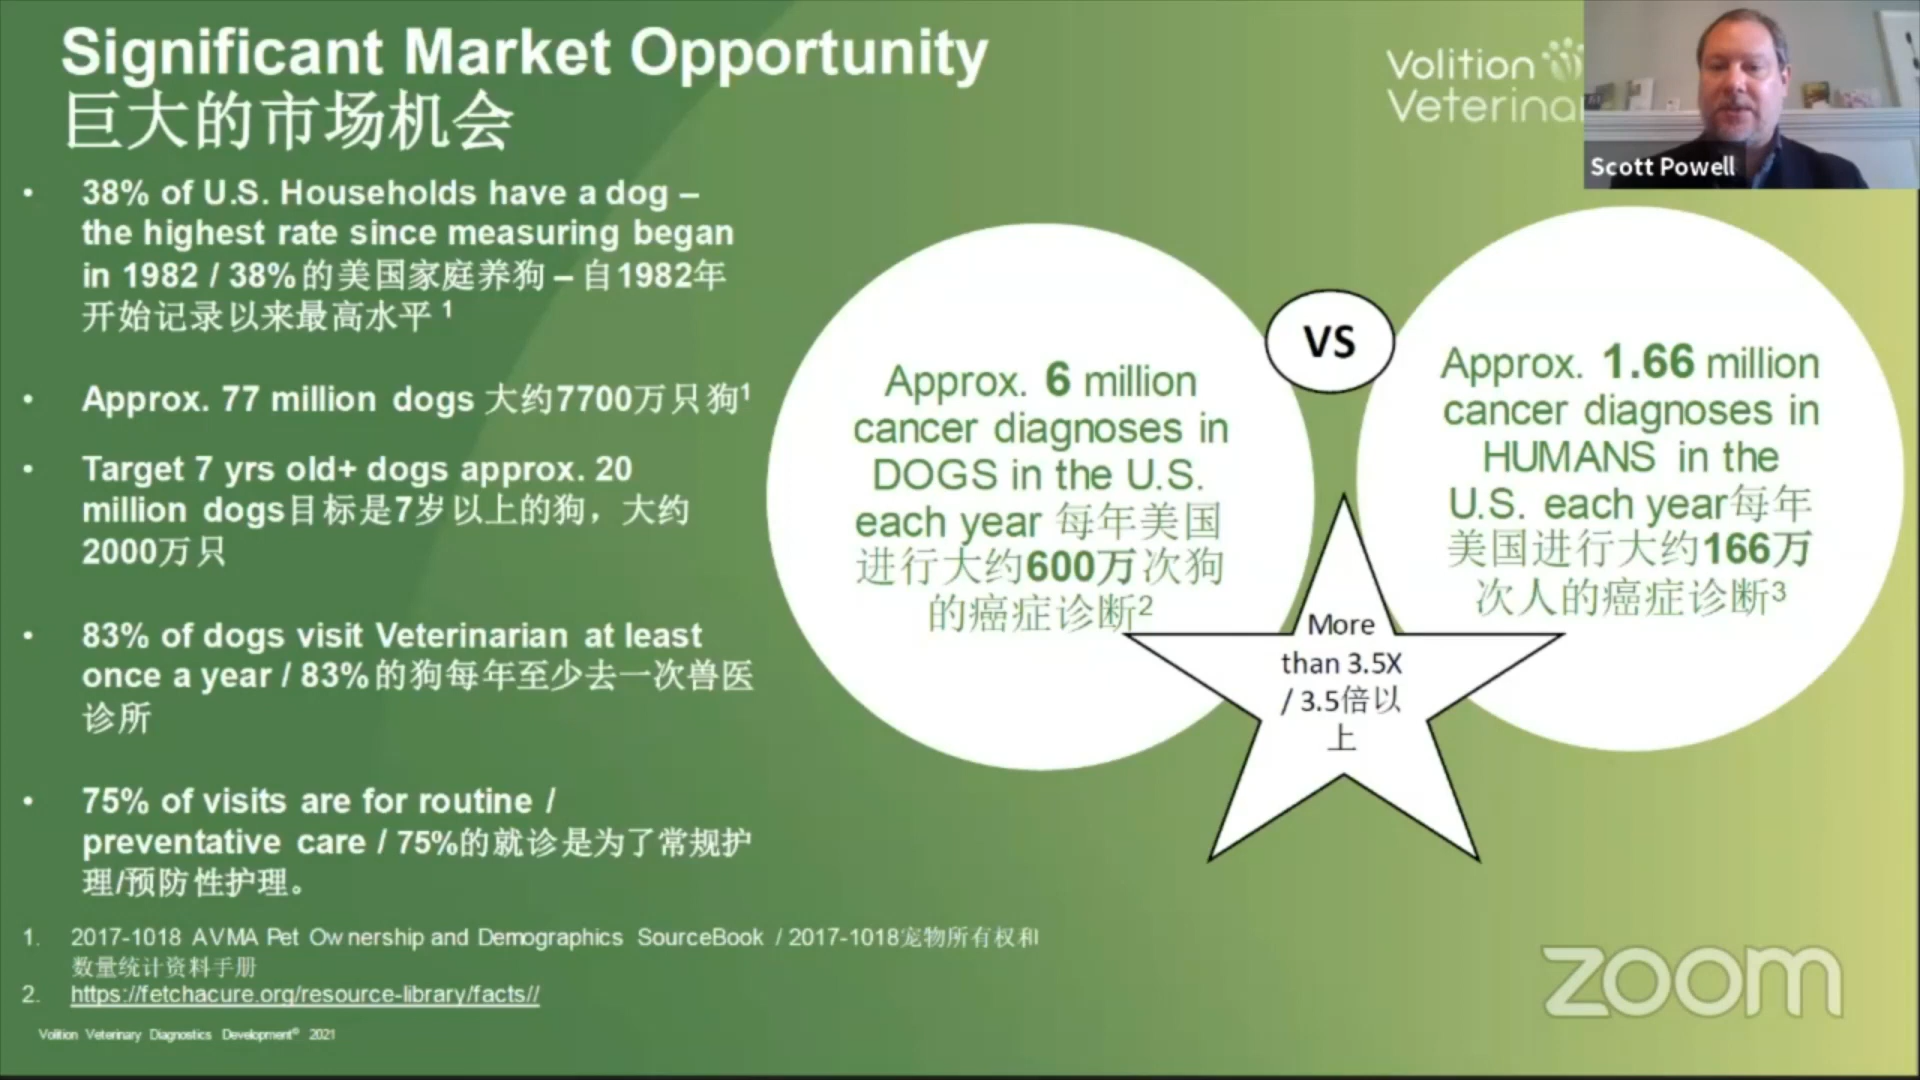 Significant Market Opportunity
巨大的市场机会
• 38% of U.S. Households have a dog –
the highest rate since measuring began
in 1982 / 38%的美国家庭养狗 – 自1982年
开始记录以来最高水平 1
• Approx. 77 million dogs 大约7700万只狗1
• Target 7 yrs old+ dogs approx. 20
million dogs目标是7岁以上的狗，大约
2000万只
• 83% of dogs visit Veterinarian at least
once a year / 83%的狗每年至少去一次兽医
诊所
• 75% of visits are for routine /
preventative care / 75%的就诊是为了常规护
理/预防性护理。
1. 2017-1018 AVMA Pet Ownership and Demographics SourceBook / 2017-1018宠物所有权和
数量统计资料手册
2. https://fetchacure.org/resource-library/facts//
Volition Veterinary Diagnostics Development© 2021
Approx. 6 million
cancer diagnoses in
DOGS in the U.S.
each year 每年美国
进行大约600万次狗
的癌症诊断2
VS
Approx. 1.66 million
cancer diagnoses in
HUMANS in the
U.S. each year每年
美国进行大约166万
次人的癌症诊断3
More
than 3.5X
/ 3.5倍以
上
Volition
Veterina
Scott Powell
zoom